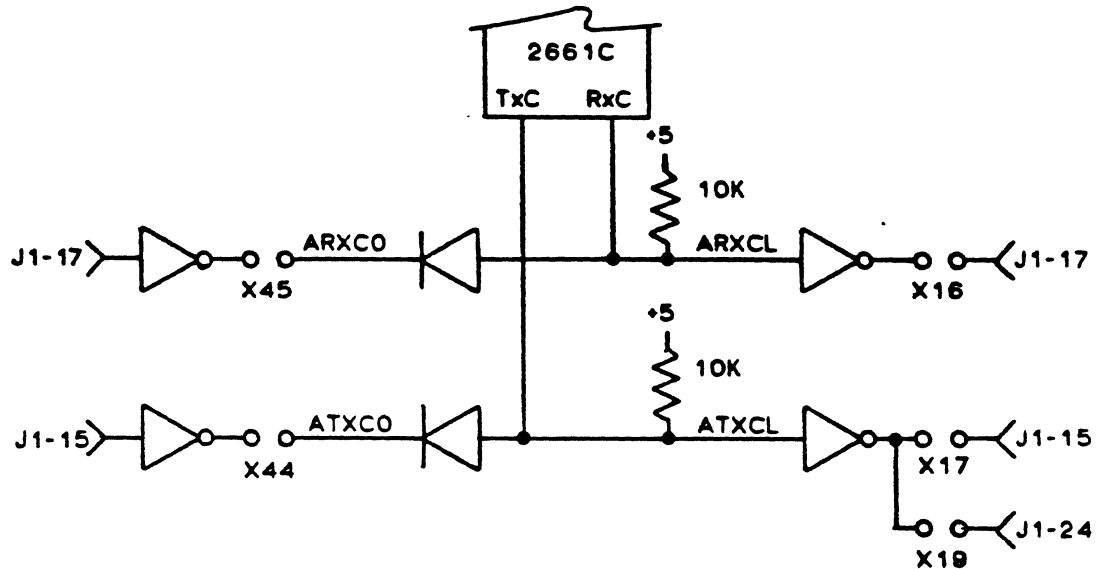 2661C
TxC RxC
+5
10K
J1-17 ARXCO ARXCL J1-17
X45 X16
+5
10K
J1-15 ATXCO ATXCL J1-15
X44 X17
J1-24
X19